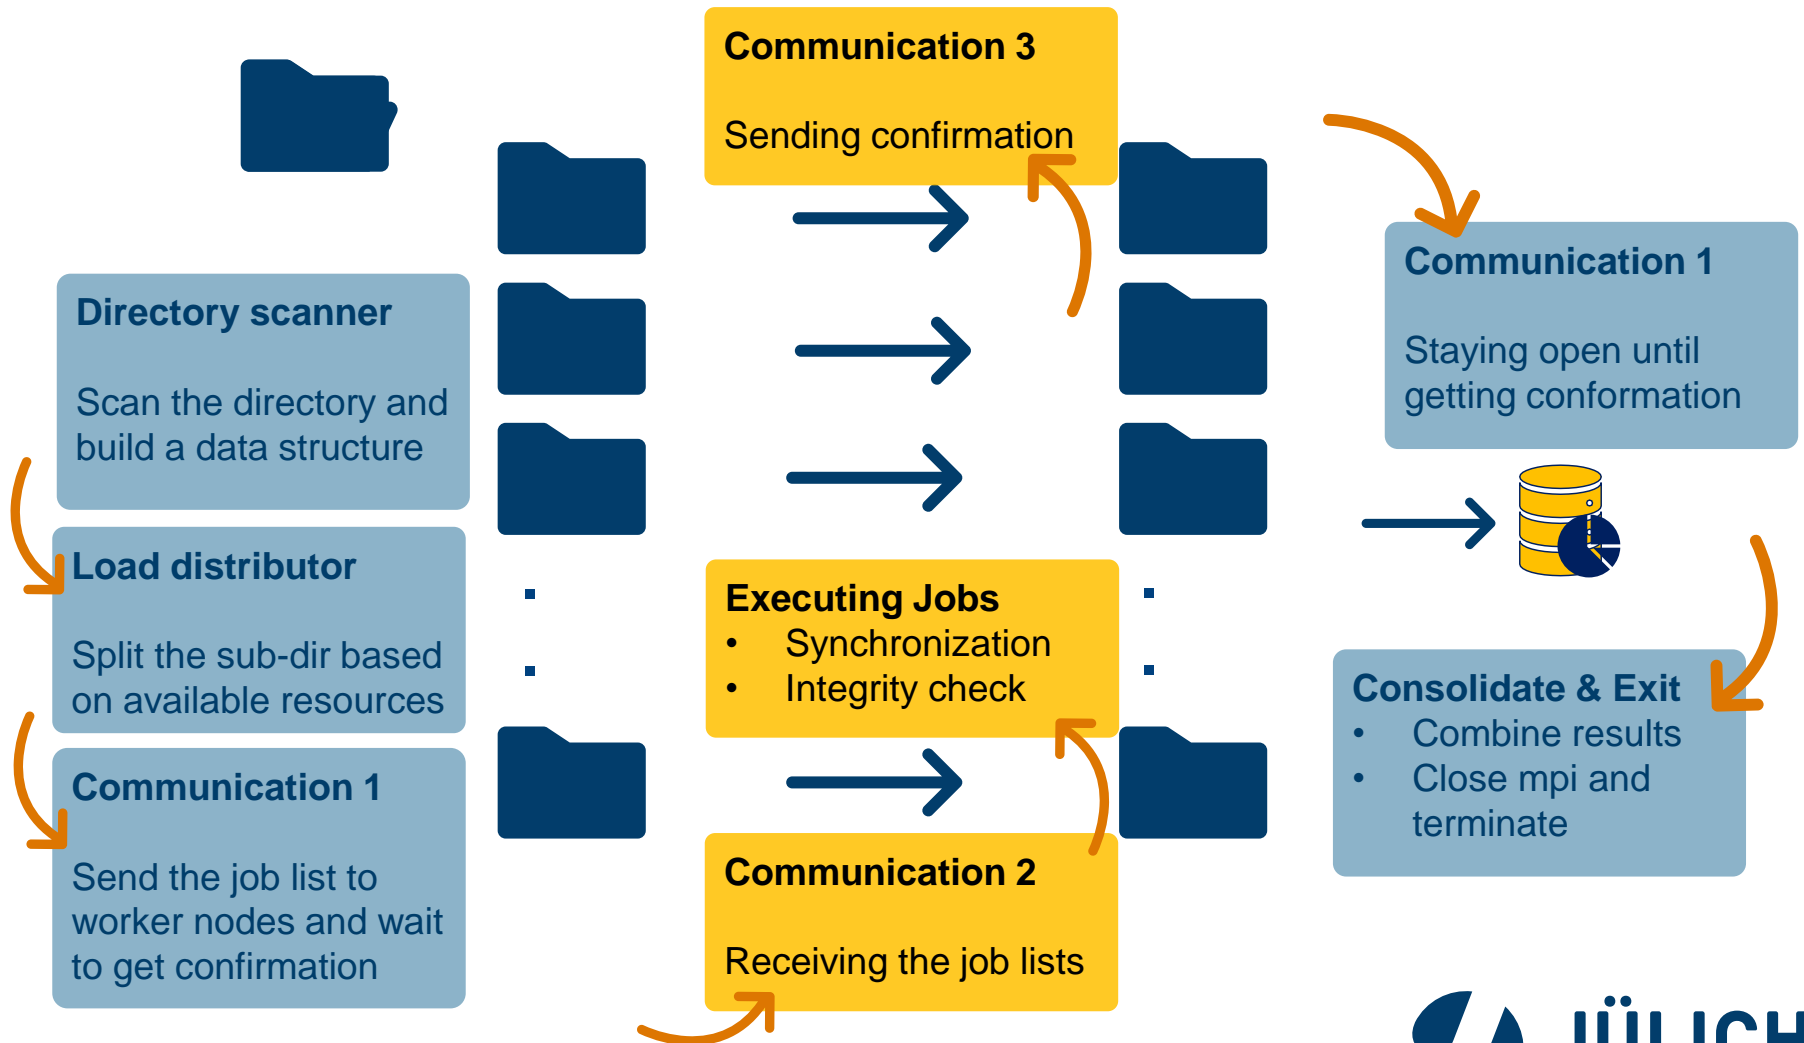 Directory scanner
Scan the directory and
build a data structure
Load distributor
Split the sub-dir based
on available resources
Communication 1
Send the job list to
worker nodes and wait
to get confirmation
Communication 3
Sending confirmation
Executing Jobs
• Synchronization
• Integrity check
Communication 2
Receiving the job lists
Communication 1
Staying open until
getting conformation
Consolidate & Exit
• Combine results
• Close mpi and
terminate
JÜLICH